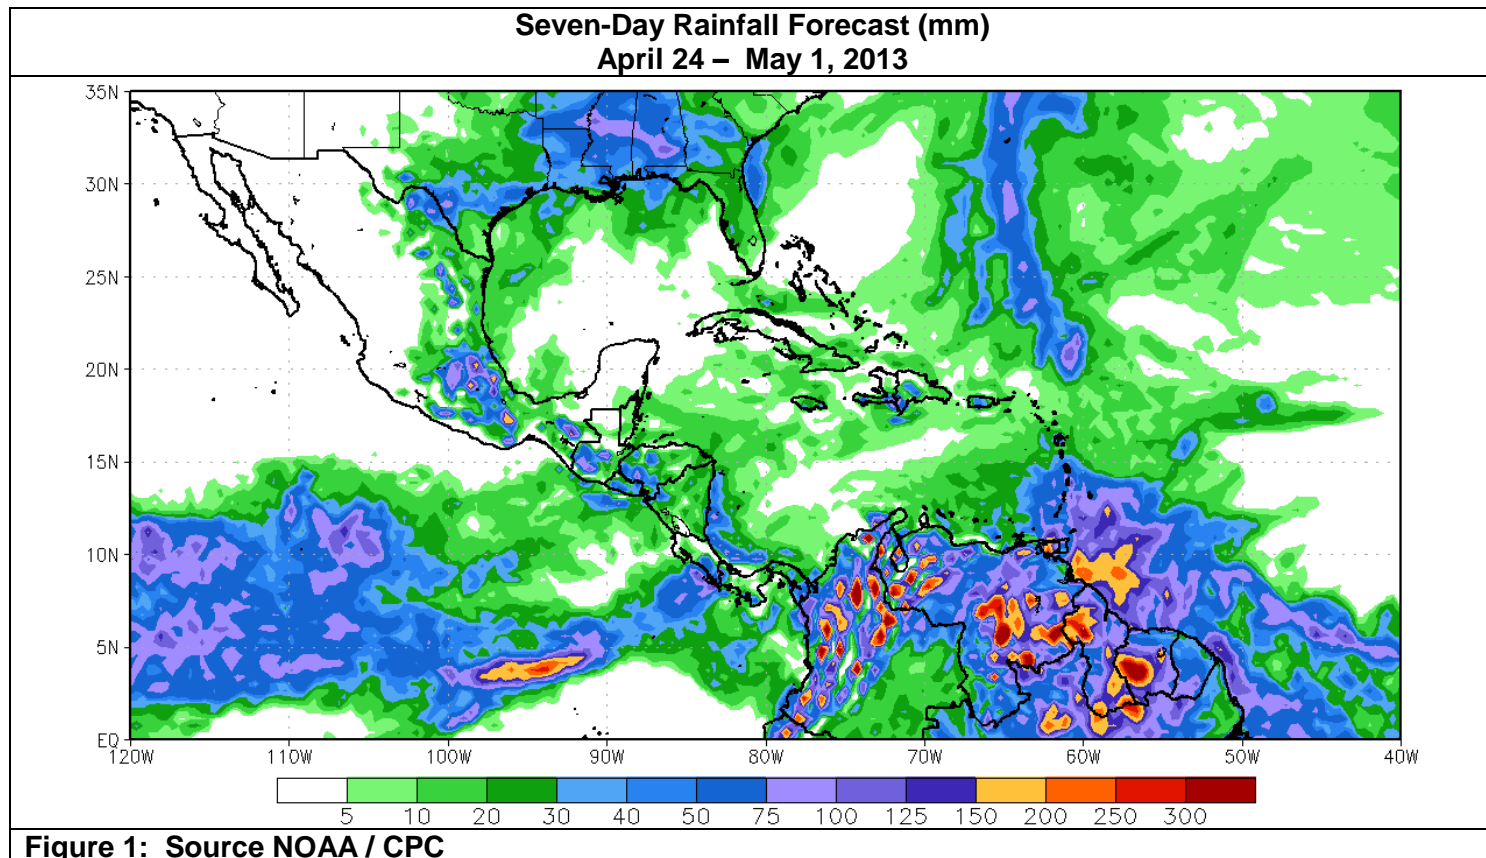 Seven-Day Rainfall Forecast (mm)
April 24 – May 1, 2013
35N
30N
25N
20N
15N
10N
5N
EQ
120W 110W 100W 90W 80W 70W 60W 50W 40W
5 10 20 30 40 50 75 100 125 150 200 250 300
Figure 1: Source NOAA / CPC